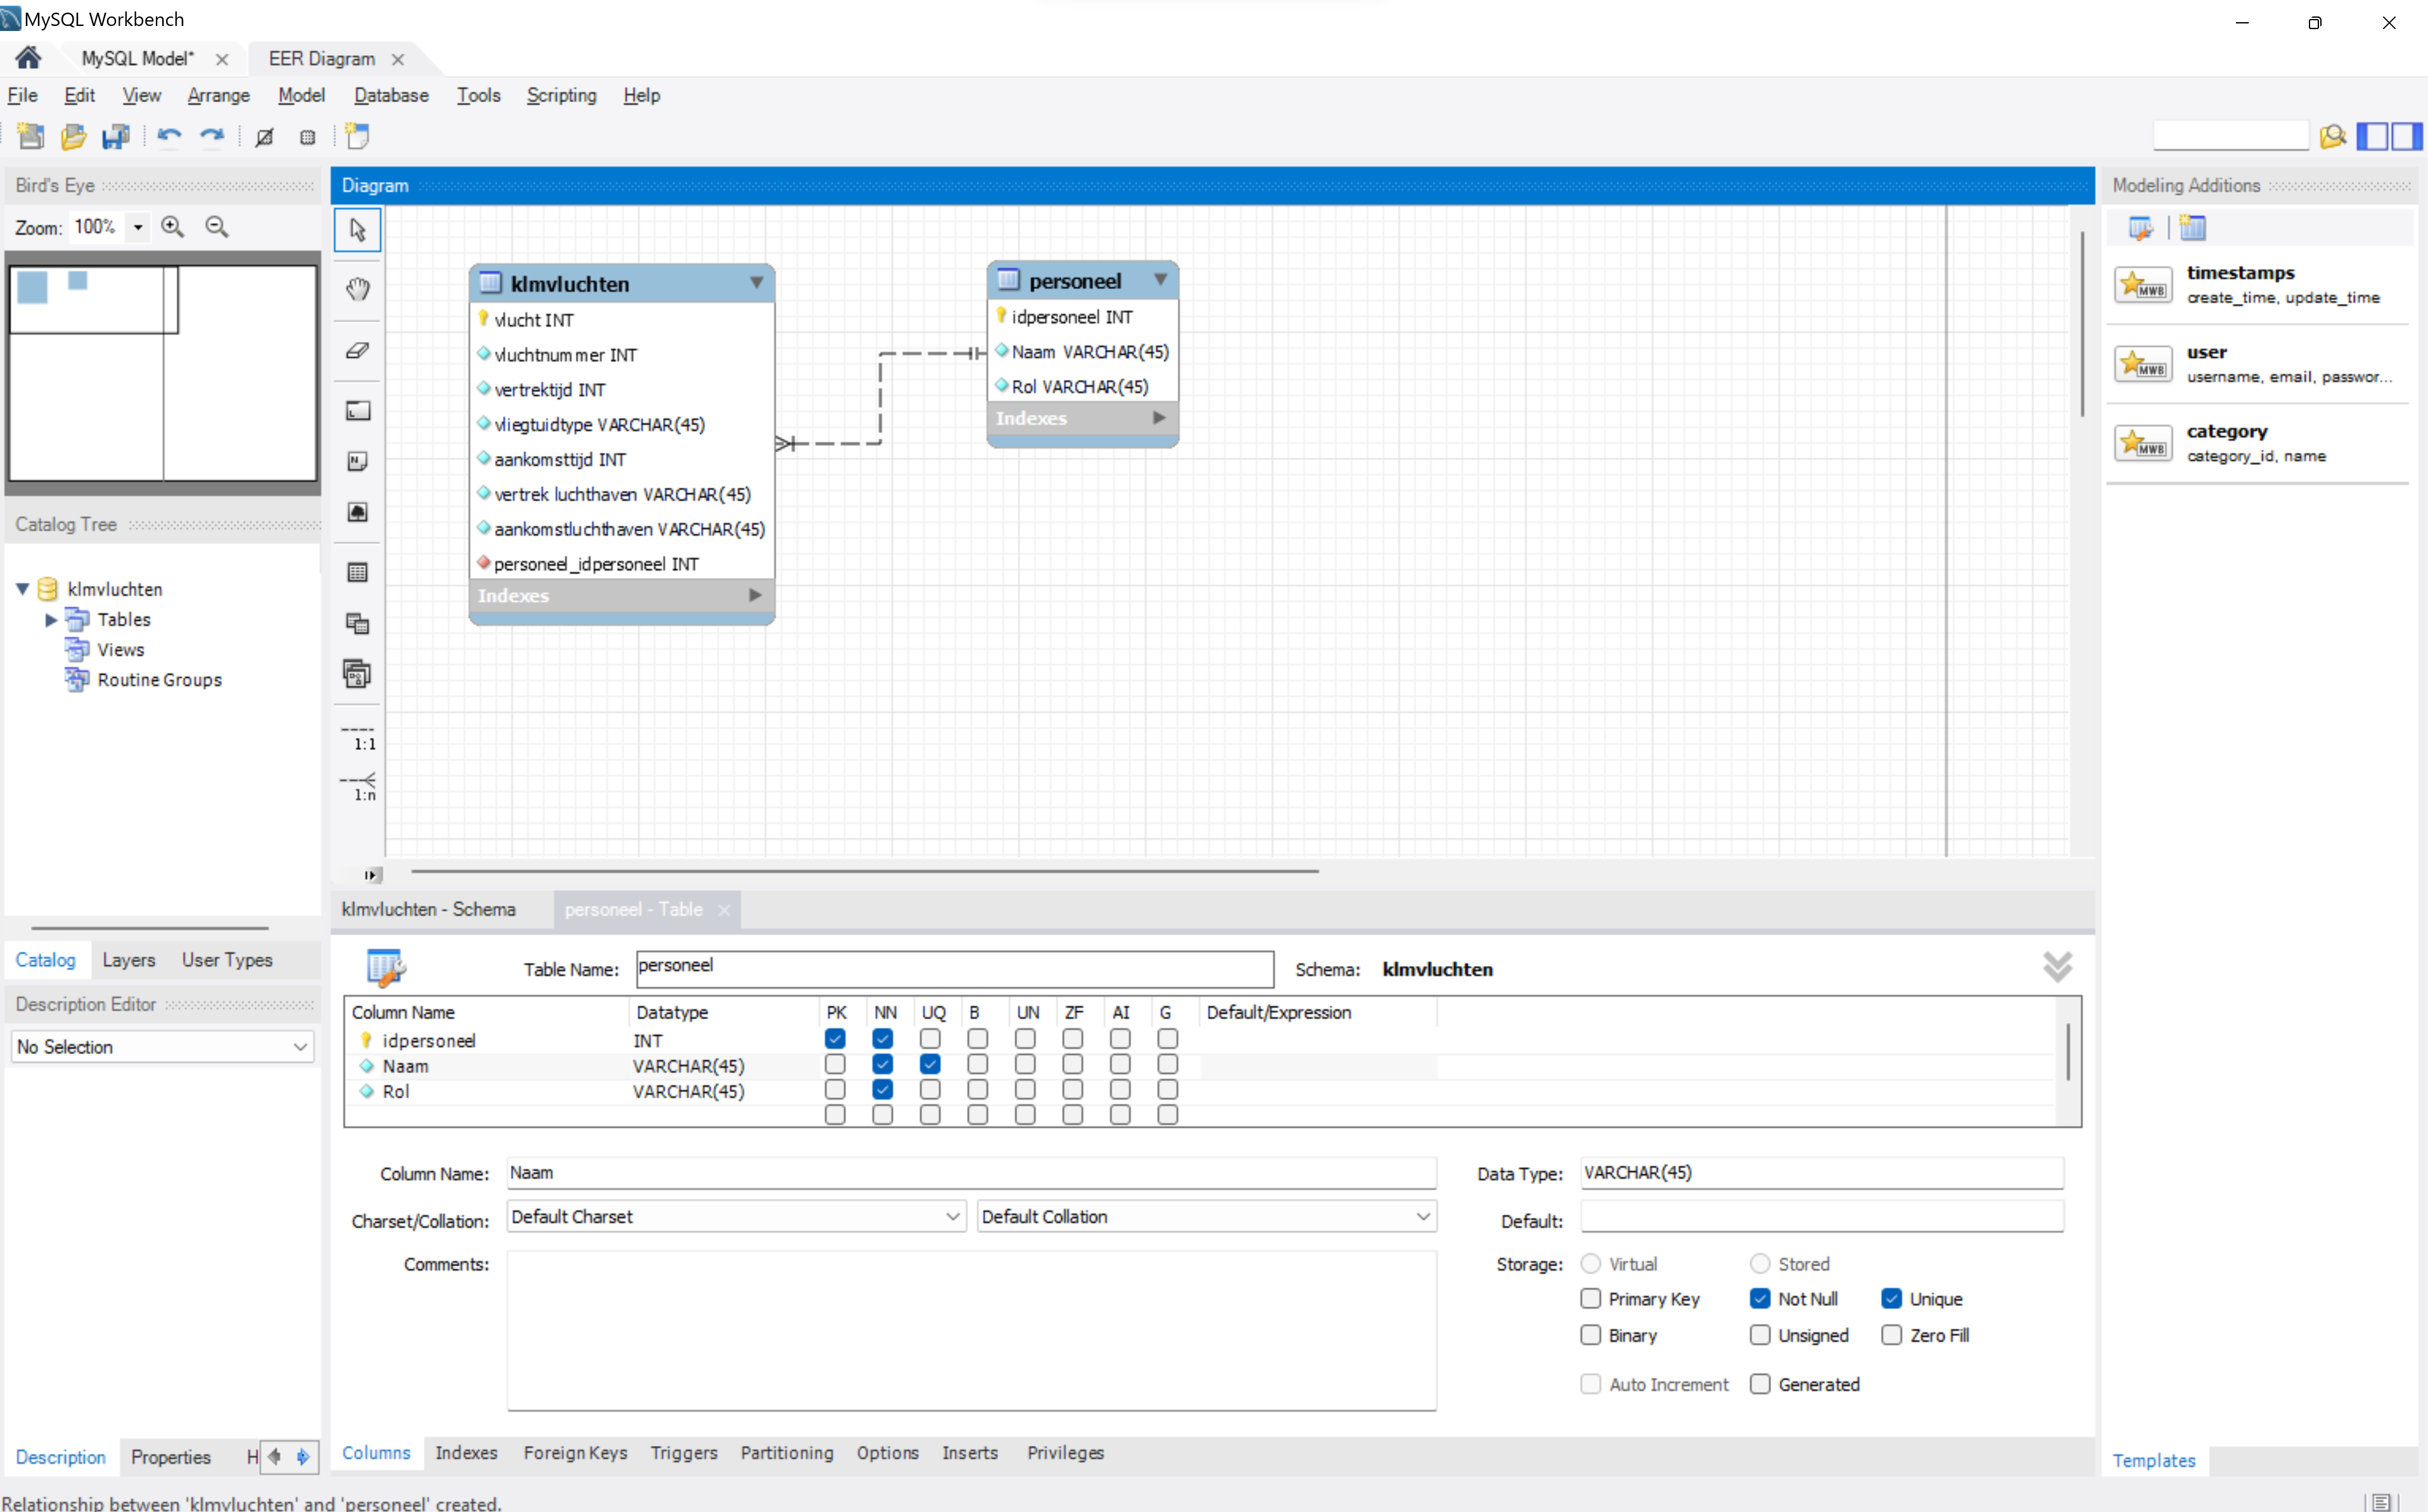 MySQL Workbench
MySQL Model* EER Diagram
File Edit View Arrange Model Database Tools Scripting Help
Bird's Eye
Zoom: 100%
Catalog Tree
klmvluchten
Tables
Views
Routine Groups
Catalog Layers User Types
Description Editor
No Selection
Description Properties H
Diagram
1:1
1:n
klmvluchten
vlucht INT
vluchtnummer INT
vertrektijd INT
vliegtuidtype VARCHAR(45)
aankomsttijd INT
vertrek luchthaven VARCHAR(45)
aankomstluchthaven VARCHAR(45)
personeel_idpersoneel INT
Indexes
personeel
idpersoneel INT
Naam VARCHAR(45)
Rol VARCHAR(45)
Indexes
klmvluchten - Schema personeel - Table
Table Name: personeel Schema: klmvluchten
Column Name Datatype PK NN UQ B UN ZF AI G Default/Expression
idpersoneel INT
Naam VARCHAR(45)
Rol VARCHAR(45)
Column Name: Naam Data Type: VARCHAR(45)
Charset/Collation: Default Charset Default Collation Default:
Comments: Storage: Virtual Stored
Primary Key Not Null Unique
Binary Unsigned Zero Fill
Auto Increment Generated
Columns Indexes Foreign Keys Triggers Partitioning Options Inserts Privileges
Modeling Additions
MWB
timestamps
create_time, update_time
MWB
user
username, email, passwor...
MWB
category
category_id, name
Templates
Relationship between 'klmvluchten' and 'personeel' created.